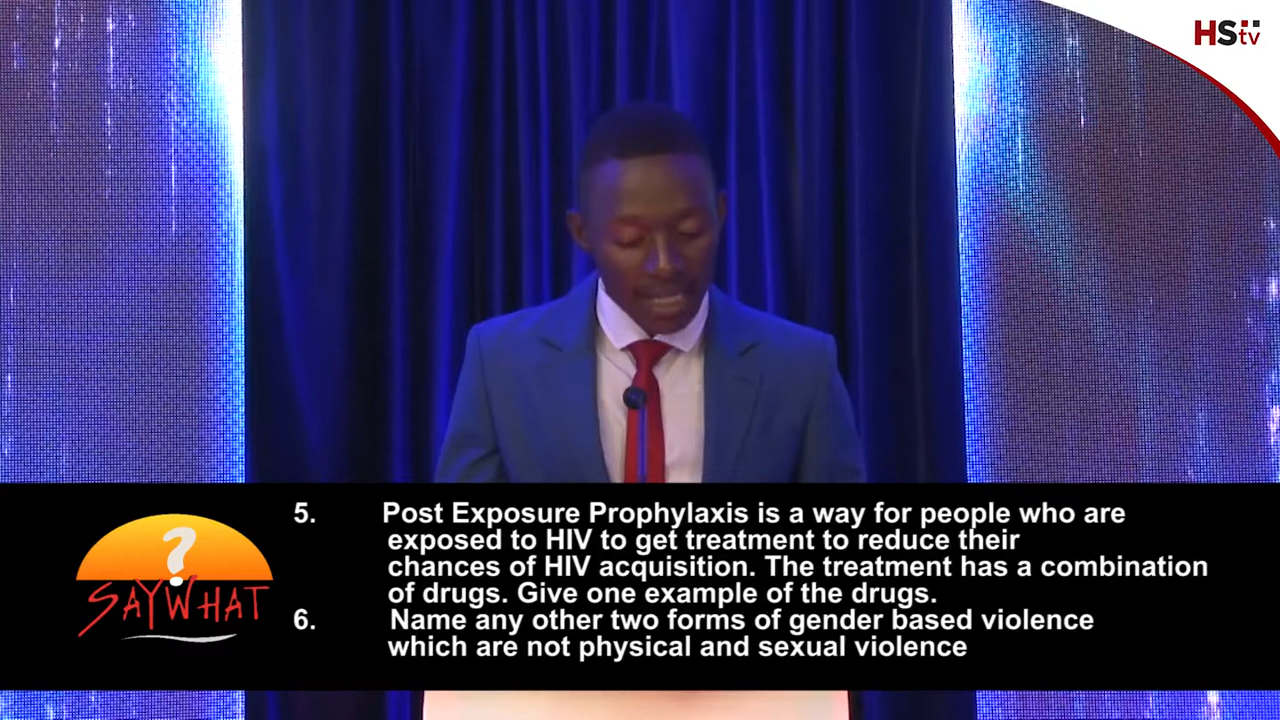 HStv
5. Post Exposure Prophylaxis is a way for people who are
exposed to HIV to get treatment to reduce their
chances of HIV acquisition. The treatment has a combination
of drugs. Give one example of the drugs.
6. Name any other two forms of gender based violence
which are not physical and sexual violence
?
SAYWHAT